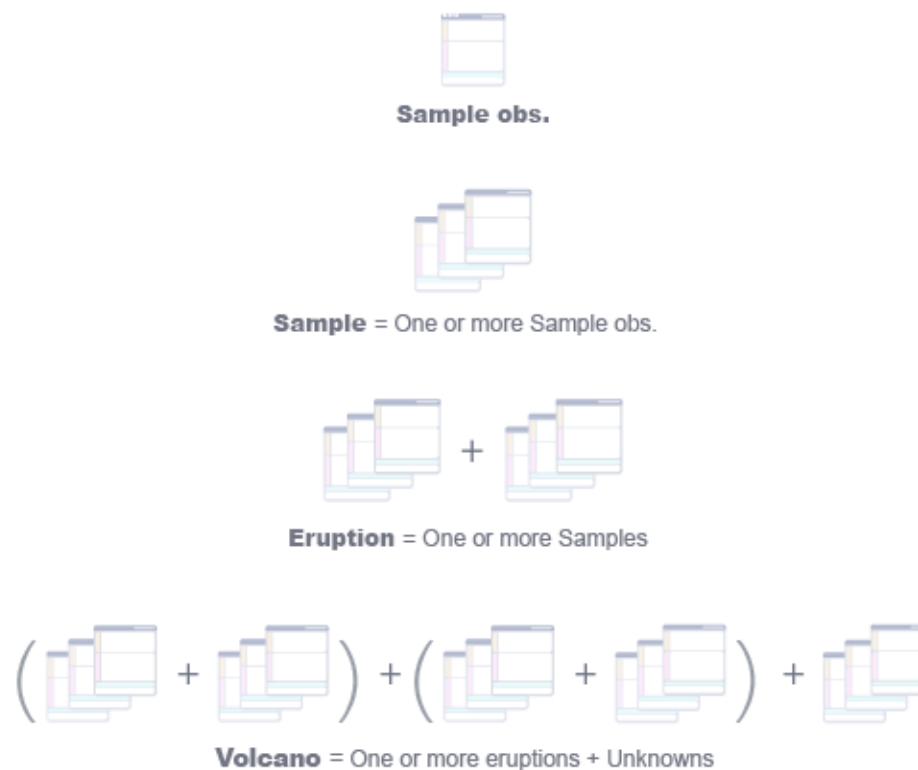 Sample obs.
Sample = One or more Sample obs.
+
Eruption = One or more Samples
( + ) + ( + ) +
Volcano = One or more eruptions + Unknowns